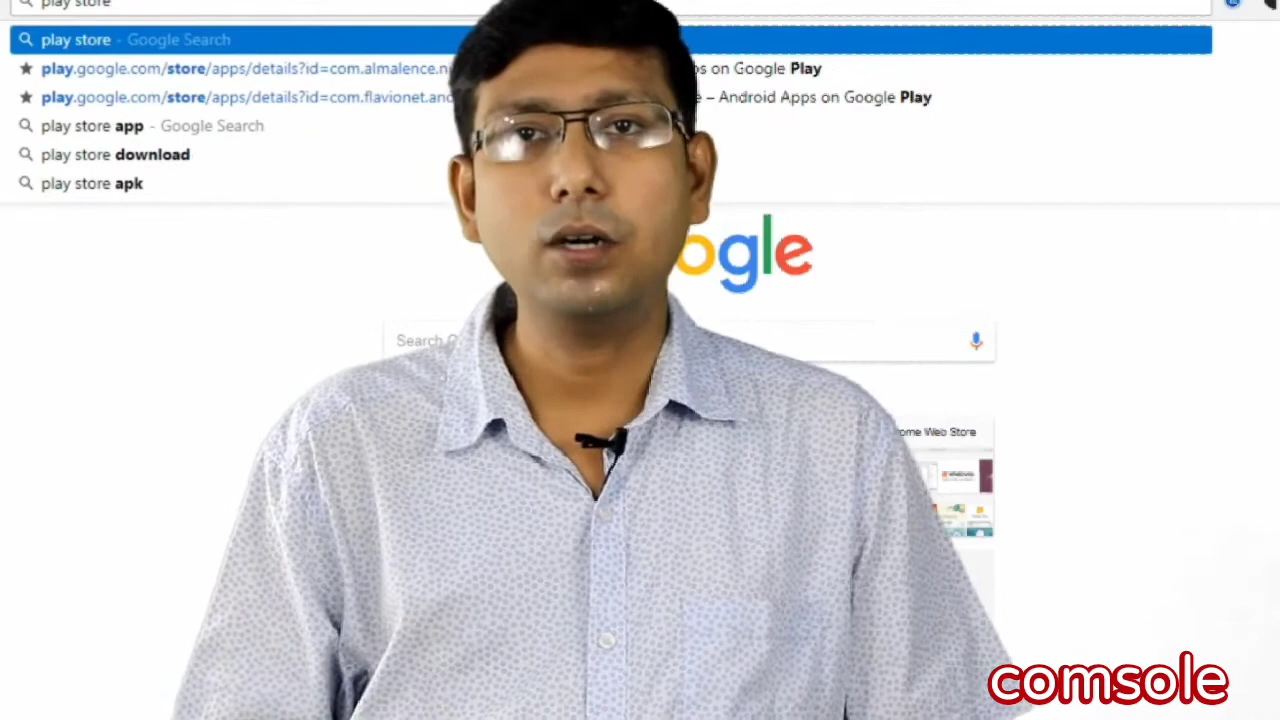 play store
play store - Google Search
play.google.com/store/apps/details?id=com.almalence.n
s on Google Play
play.google.com/store/apps/details?id=com.flavionet.and
– Android Apps on Google Play
play store app - Google Search
play store download
play store apk
ogle
Search
ome Web Store
comsole